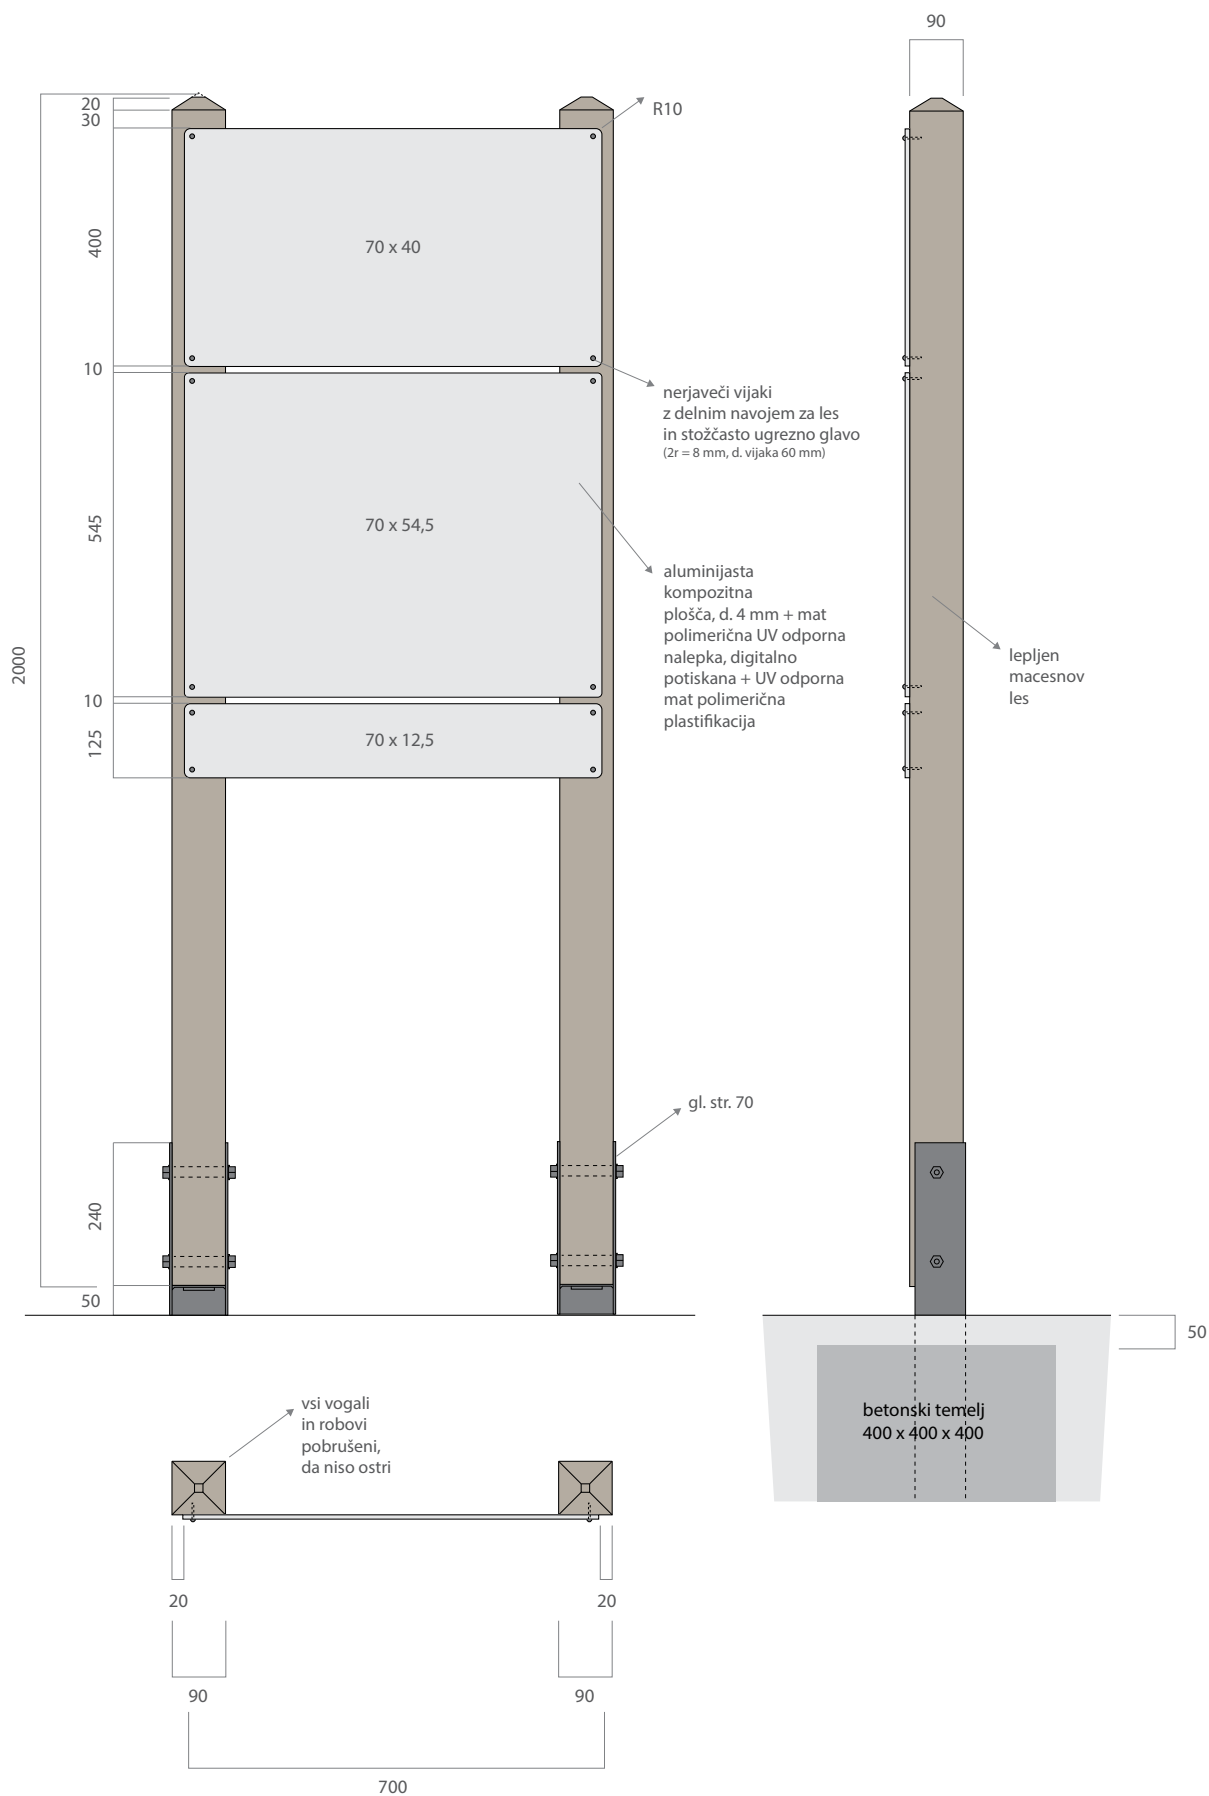 90
20
30
R10
400
70 x 40
10
nerjaveči vijaki
z delnim navojem za les
in stožčasto ugrezno glavo
(2r = 8 mm, d. vijaka 60 mm)
545
70 x 54,5
aluminijasta
kompozitna
plošča, d. 4 mm + mat
polimerična UV odporna
nalepka, digitalno
potiskana + UV odporna
mat polimerična
plastifikacija
2000
lepljen
macesnov
les
10
125
70 x 12,5
gl. str. 70
240
50
50
betonski temelj
400 x 400 x 400
vsi vogali
in robovi
pobrušeni,
da niso ostri
20
20
90
90
700